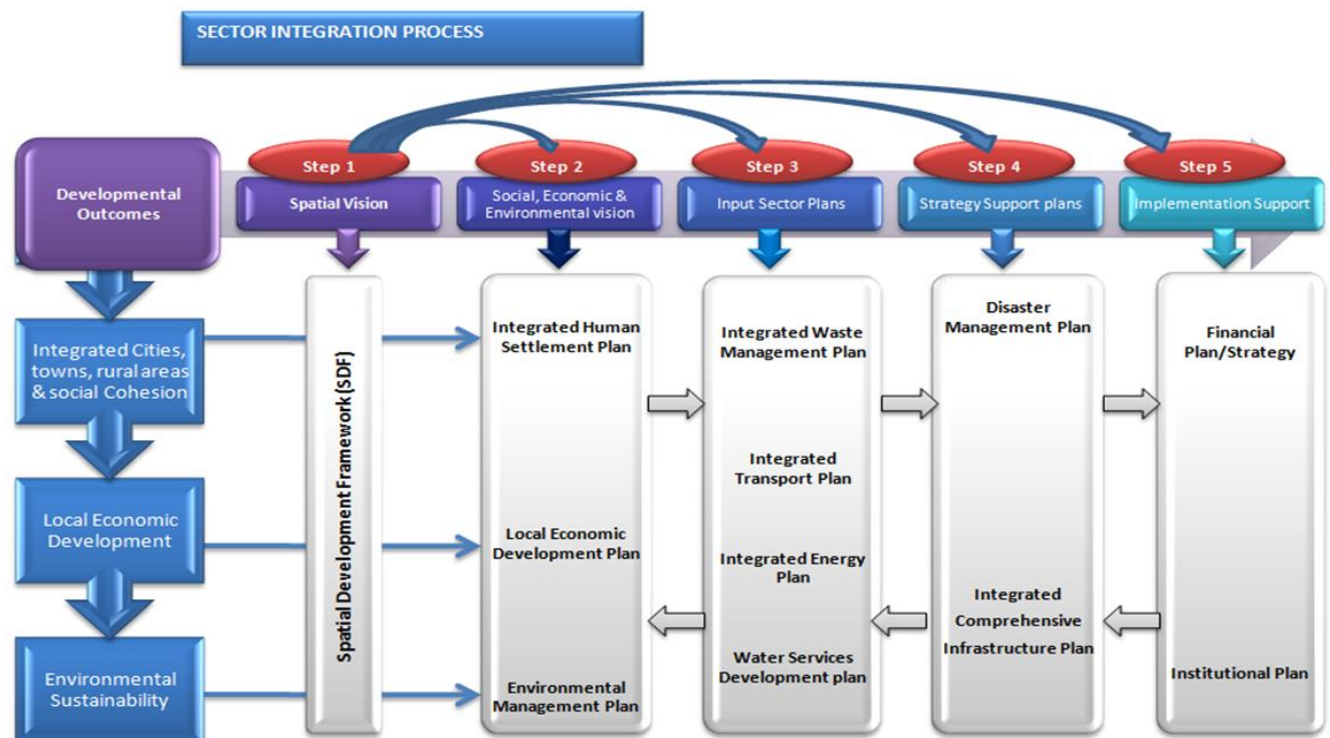 SECTOR INTEGRATION PROCESS
Developmental
Outcomes
Step 1
Spatial Vision
Step 2
Social, Economic &
Environmental vision
Step 3
Input Sector Plans
Step 4
Strategy Support plans
Step 5
Implementation Support
Integrated Cities,
towns, rural areas
& social Cohesion
Local Economic
Development
Environmental
Sustainability
Spatial Development Framework (SDF)
Integrated Human
Settlement Plan
Local Economic
Development Plan
Environmental
Management Plan
Integrated Waste
Management Plan
Integrated
Transport Plan
Integrated Energy
Plan
Water Services
Development plan
Disaster
Management Plan
Integrated
Comprehensive
Infrastructure Plan
Financial
Plan/Strategy
Institutional Plan